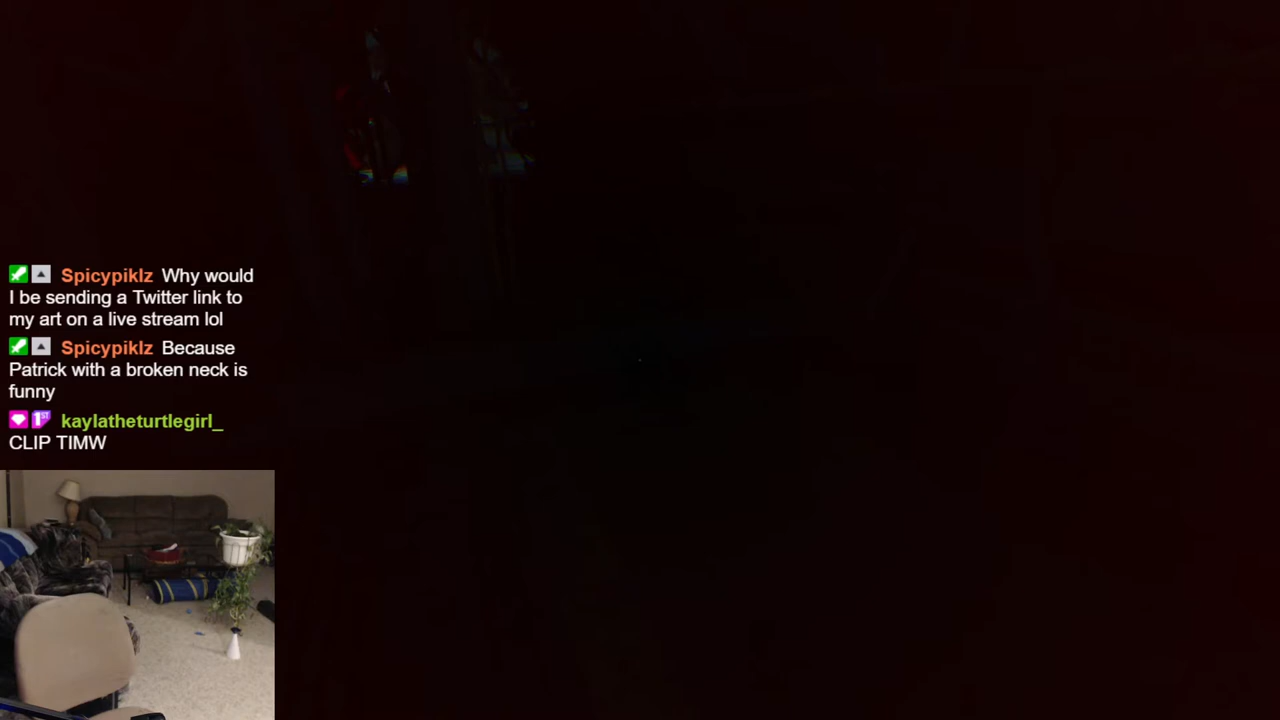 Spicypiklz Why would
I be sending a Twitter link to
my art on a live stream lol
Spicypiklz Because
Patrick with a broken neck is
funny
1ST kaylatheturtlegirl_
CLIP TIMW